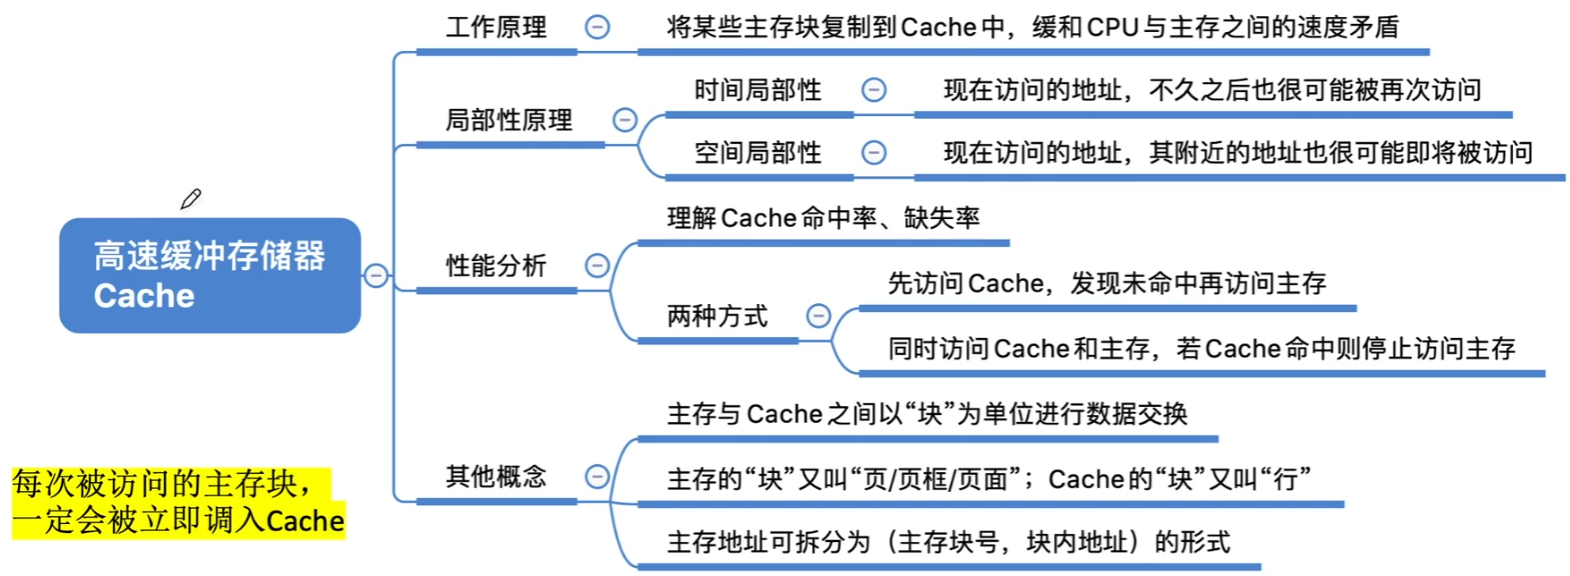 工作原理
将某些主存块复制到Cache中，缓和CPU与主存之间的速度矛盾
局部性原理
时间局部性
现在访问的地址，不久之后也很可能被再次访问
空间局部性
现在访问的地址，其附近的地址也很可能即将被访问
高速缓冲存储器
Cache
性能分析
理解Cache命中率、缺失率
两种方式
先访问Cache，发现未命中再访问主存
同时访问Cache和主存，若Cache命中则停止访问主存
其他概念
主存与Cache之间以“块”为单位进行数据交换
主存的“块”又叫“页/页框/页面”；Cache的“块”又叫“行”
主存地址可拆分为（主存块号，块内地址）的形式
每次被访问的主存块，
一定会被立即调入Cache